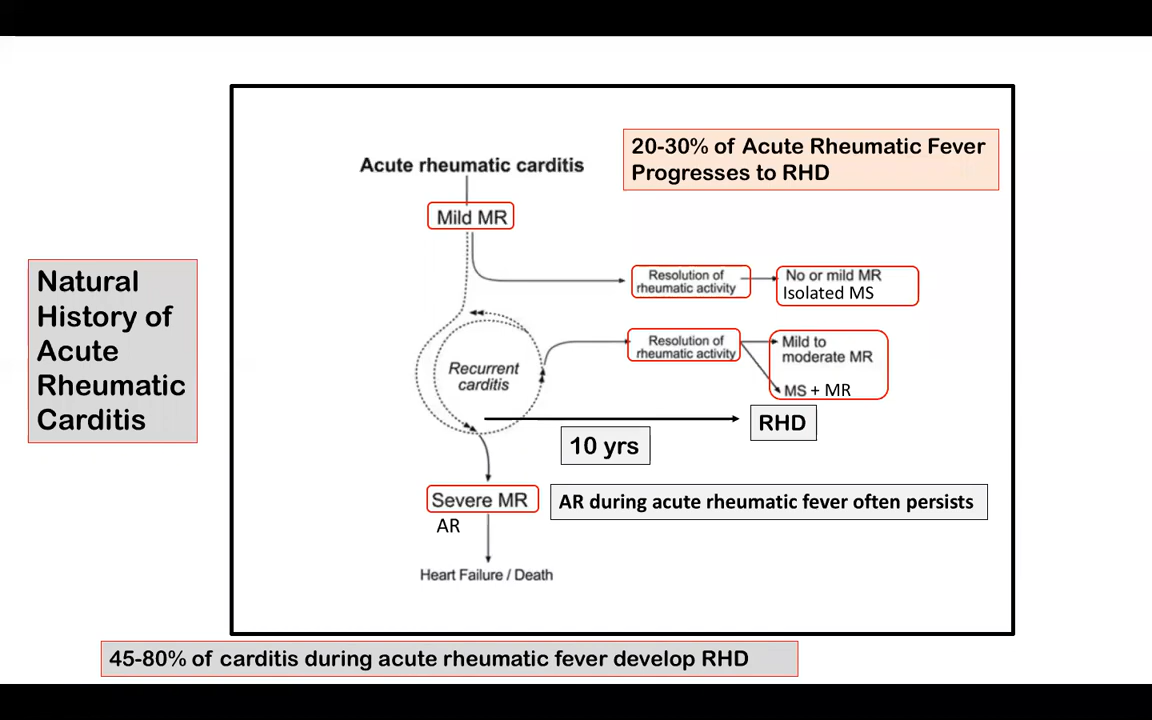 20-30% of Acute Rheumatic Fever
Progresses to RHD
Acute rheumatic carditis
Mild MR
Natural
History of
Acute
Rheumatic
Carditis
Resolution of
rheumatic activity
No or mild MR
Isolated MS
Recurrent
carditis
Resolution of
rheumatic activity
Mild to
moderate MR
MS + MR
RHD
10 yrs
Severe MR
AR
AR during acute rheumatic fever often persists
Heart Failure / Death
45-80% of carditis during acute rheumatic fever develop RHD